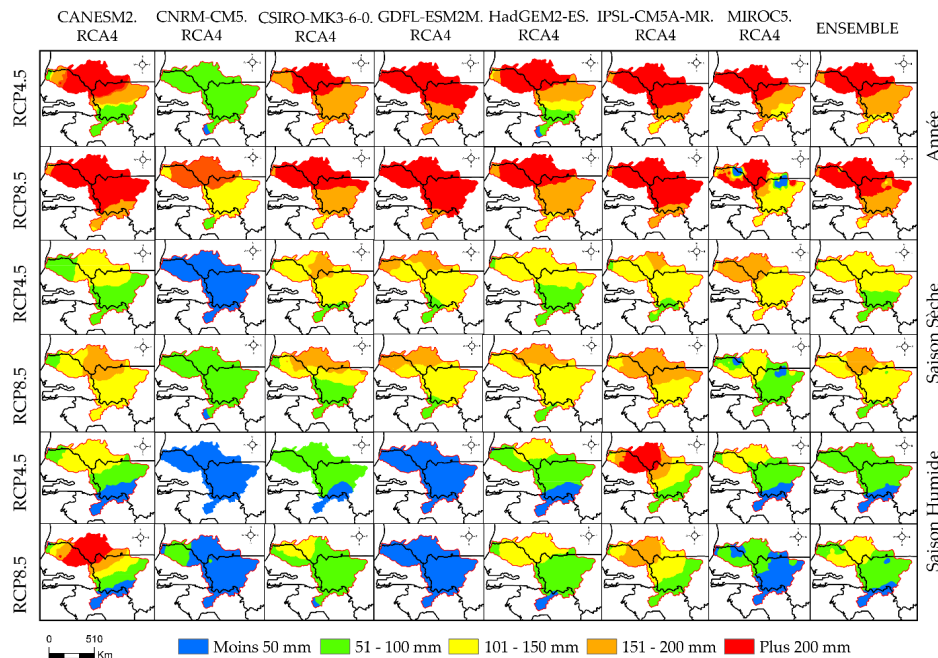 CANESM2.
RCA4
CNRM-CM5.
RCA4
CSIRO-MK3-6-0.
RCA4
GDFL-ESM2M.
RCA4
HadGEM2-ES.
RCA4
IPSL-CM5A-MR.
RCA4
MIROC5.
RCA4
ENSEMBLE
RCP4.5
RCP8.5
Année
RCP4.5
RCP8.5
Saison Sèche
RCP4.5
RCP8.5
Saison Humide
0 510
Km
Moins 50 mm
51 - 100 mm
101 - 150 mm
151 - 200 mm
Plus 200 mm